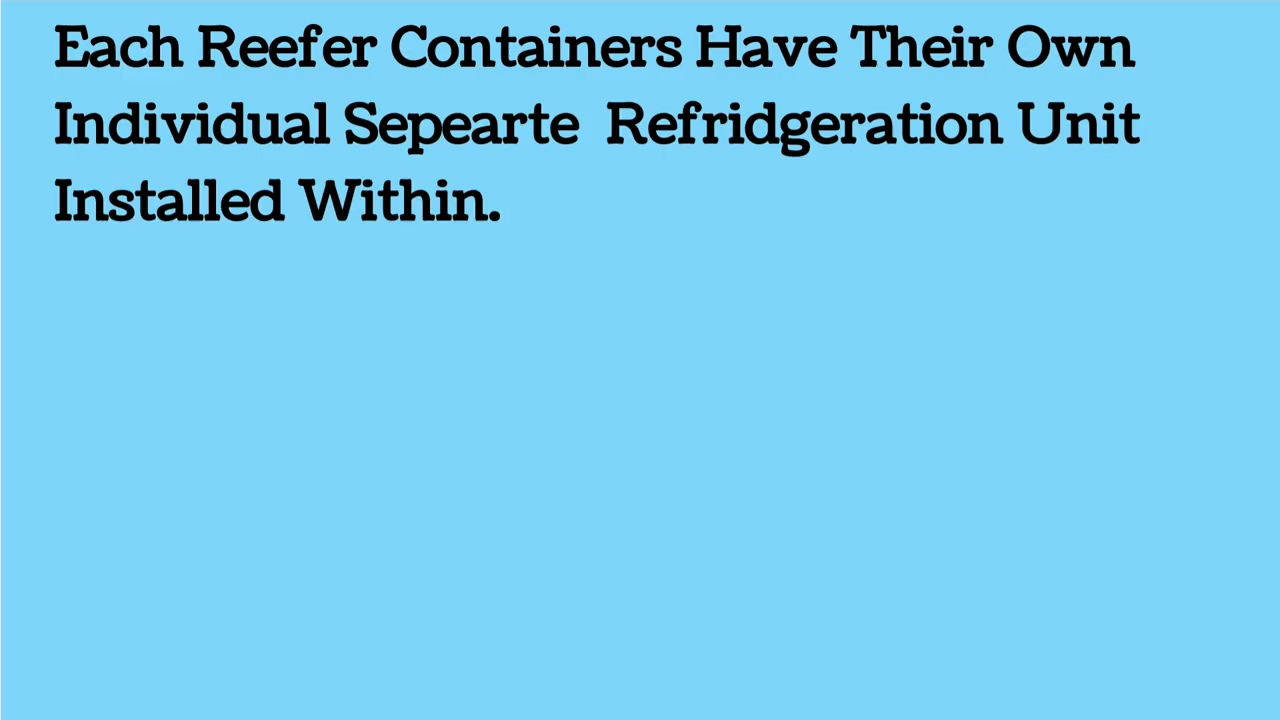 Each Reefer Containers Have Their Own
Individual Sepearte  Refridgeration Unit
Installed Within.